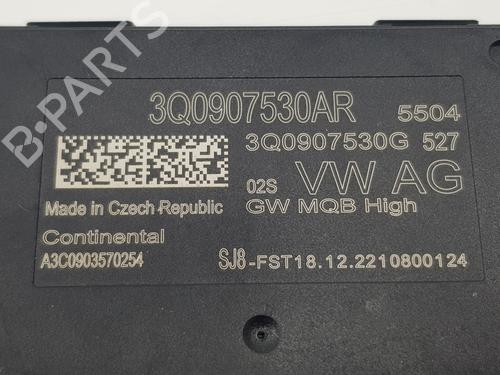 3Q0907530AR 5504
3Q0907530G 527
02S VW AG
Made in Czech Republic GW MQB High
Continental
A3C0903570254 SJ8-FST18.12.2210800124
B-PARTS